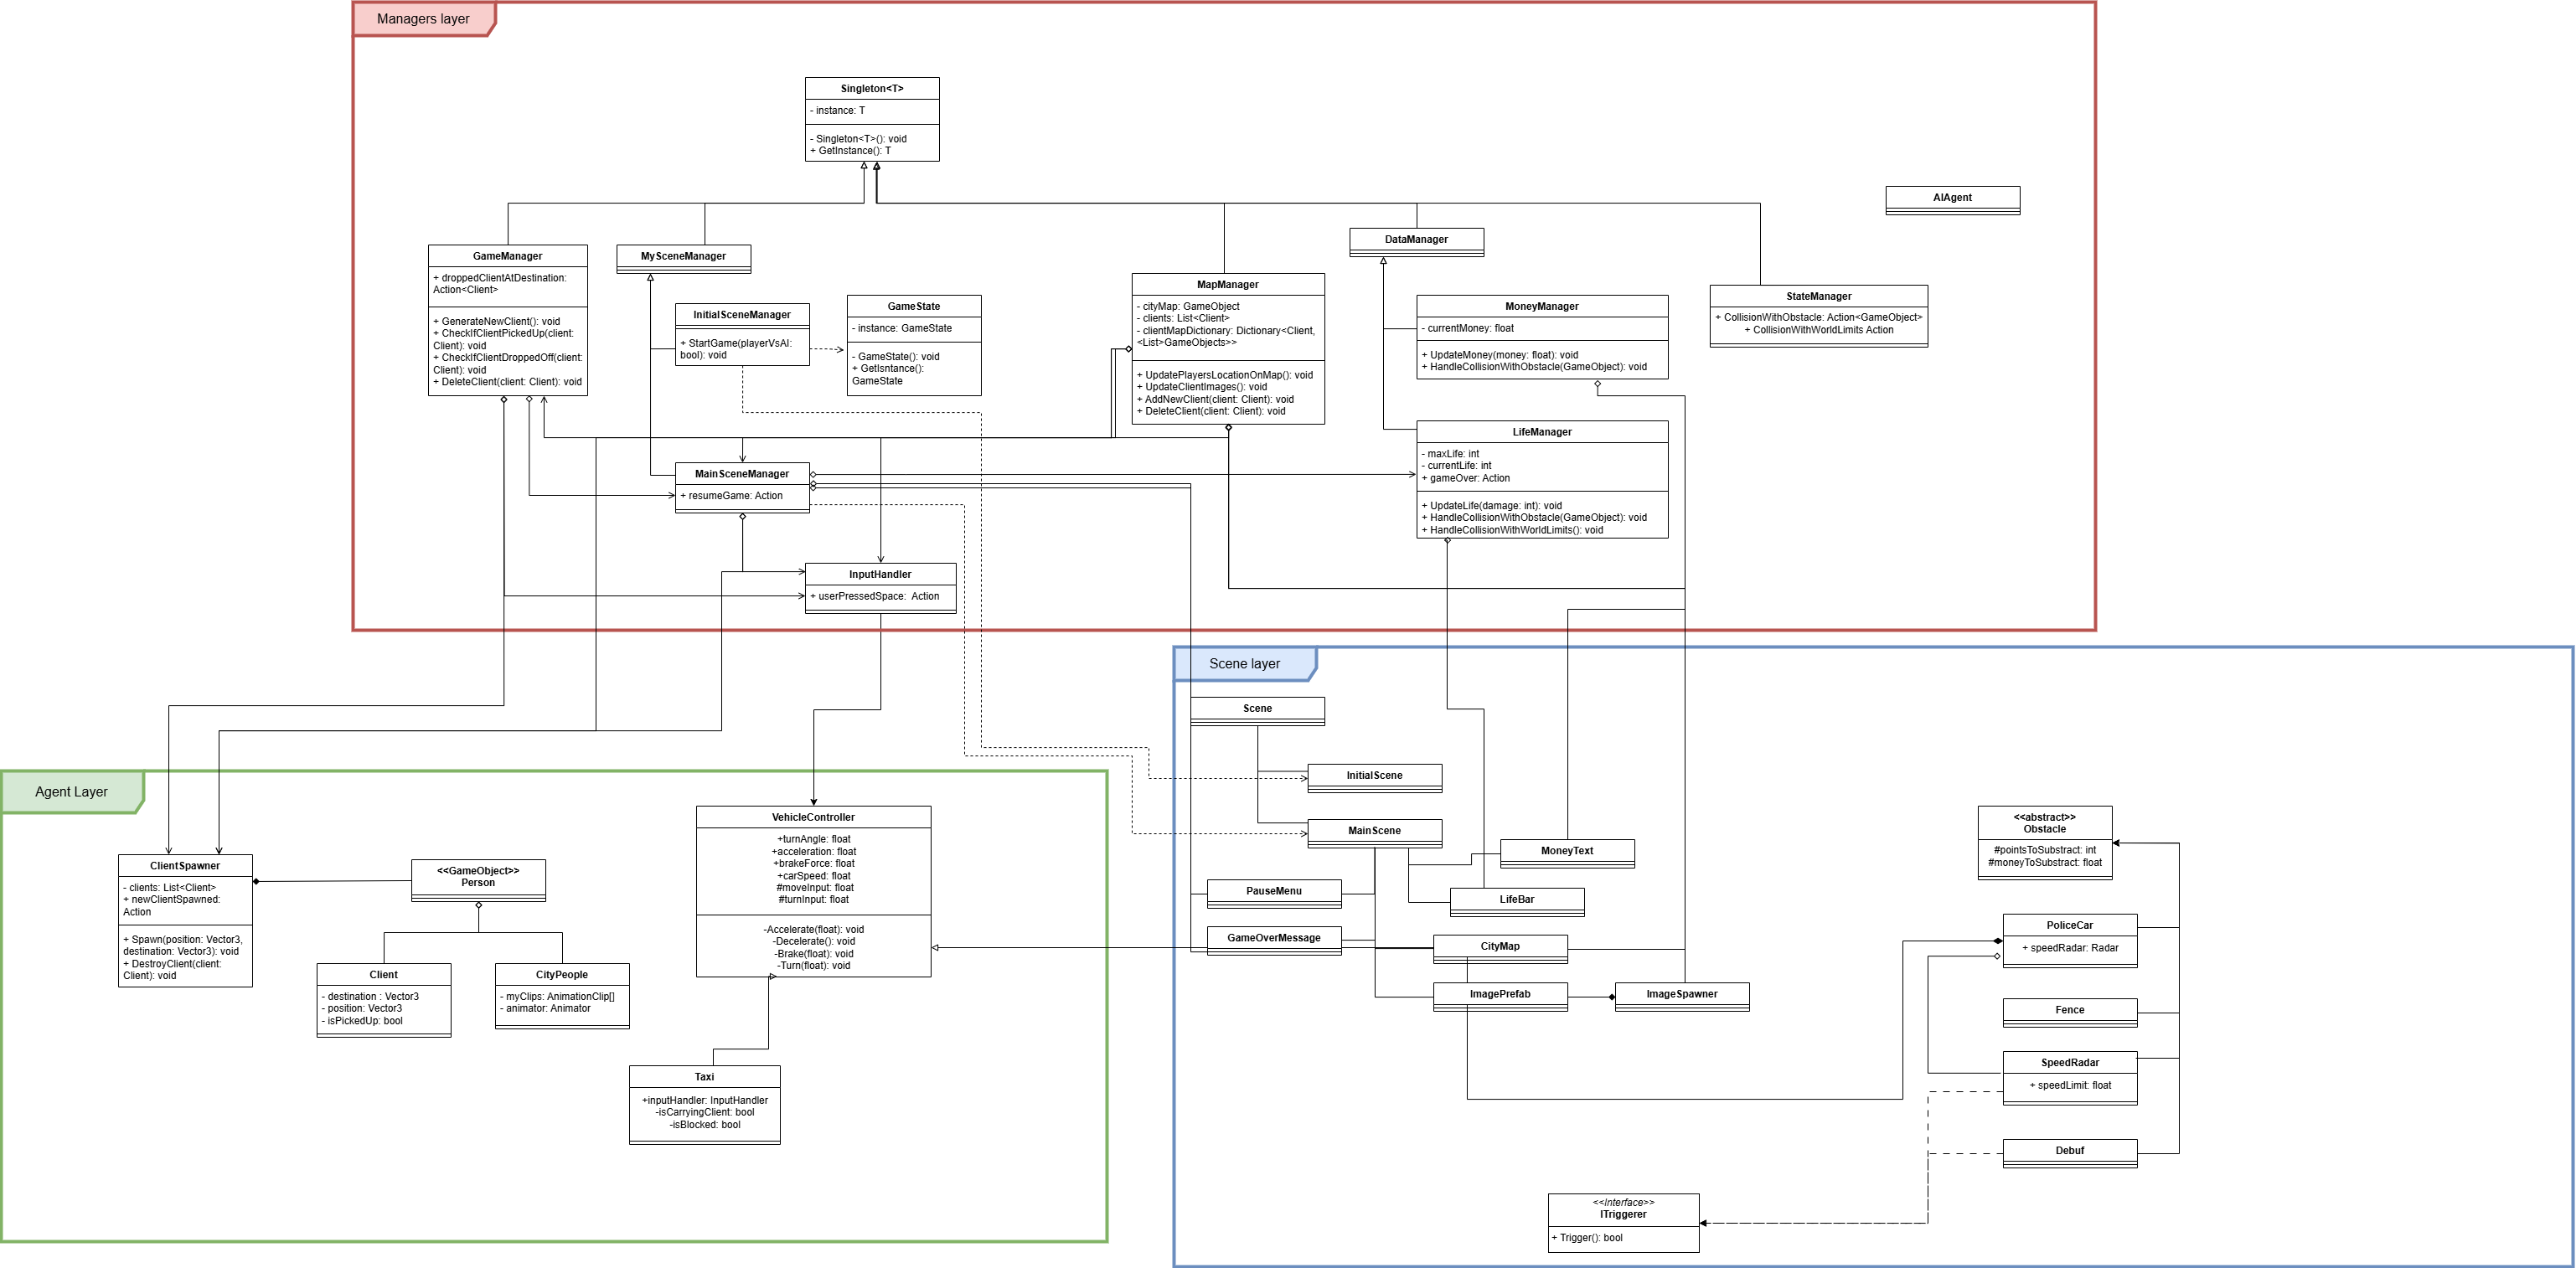 Managers layer
Singleton<T>
- instance: T
- Singleton<T>(): void
+ GetInstance(): T
AIAgent
GameManager
+ droppedClientAtDestination:
Action<Client>
+ GenerateNewClient(): void
+ CheckIfClientPickedUp(client:
Client): void
+ CheckIfClientDroppedOff(client:
Client): void
+ DeleteClient(client: Client): void
MySceneManager
InitialSceneManager
+ StartGame(playerVsAI:
bool): void
GameState
- instance: GameState
- GameState(): void
+ GetIsntance():
GameState
MapManager
- cityMap: GameObject
- clients: List<Client>
- clientMapDictionary: Dictionary<Client,
<List>GameObjects>>
+ UpdatePlayersLocationOnMap(): void
+ UpdateClientImages(): void
+ AddNewClient(client: Client): void
+ DeleteClient(client: Client): void
DataManager
MoneyManager
- currentMoney: float
+ UpdateMoney(money: float): void
+ HandleCollisionWithObstacle(GameObject): void
StateManager
+ CollisionWithObstacle: Action<GameObject>
+ CollisionWithWorldLimits Action
LifeManager
- maxLife: int
- currentLife: int
+ gameOver: Action
+ UpdateLife(damage: int): void
+ HandleCollisionWithObstacle(GameObject): void
+ HandleCollisionWithWorldLimits(): void
MainSceneManager
+ resumeGame: Action
InputHandler
+ userPressedSpace: Action
Scene layer
Scene
InitialScene
MainScene
MoneyText
PauseMenu
LifeBar
GameOverMessage
CityMap
ImagePrefab
ImageSpawner
<<abstract>>
Obstacle
#pointsToSubstract: int
#moneyToSubstract: float
PoliceCar
+ speedRadar: Radar
Fence
SpeedRadar
+ speedLimit: float
Debuf
<<Interface>>
ITriggerer
+ Trigger(): bool
Agent Layer
ClientSpawner
- clients: List<Client>
+ newClientSpawned:
Action
+ Spawn(position: Vector3,
destination: Vector3): void
+ DestroyClient(client:
Client): void
<<GameObject>>
Person
Client
- destination : Vector3
- position: Vector3
- isPickedUp: bool
CityPeople
- myClips: AnimationClip[]
- animator: Animator
VehicleController
+turnAngle: float
+acceleration: float
+brakeForce: float
+carSpeed: float
#moveInput: float
#turnInput: float
-Accelerate(float): void
-Decelerate(): void
-Brake(float): void
-Turn(float): void
Taxi
+inputHandler: InputHandler
-isCarryingClient: bool
-isBlocked: bool